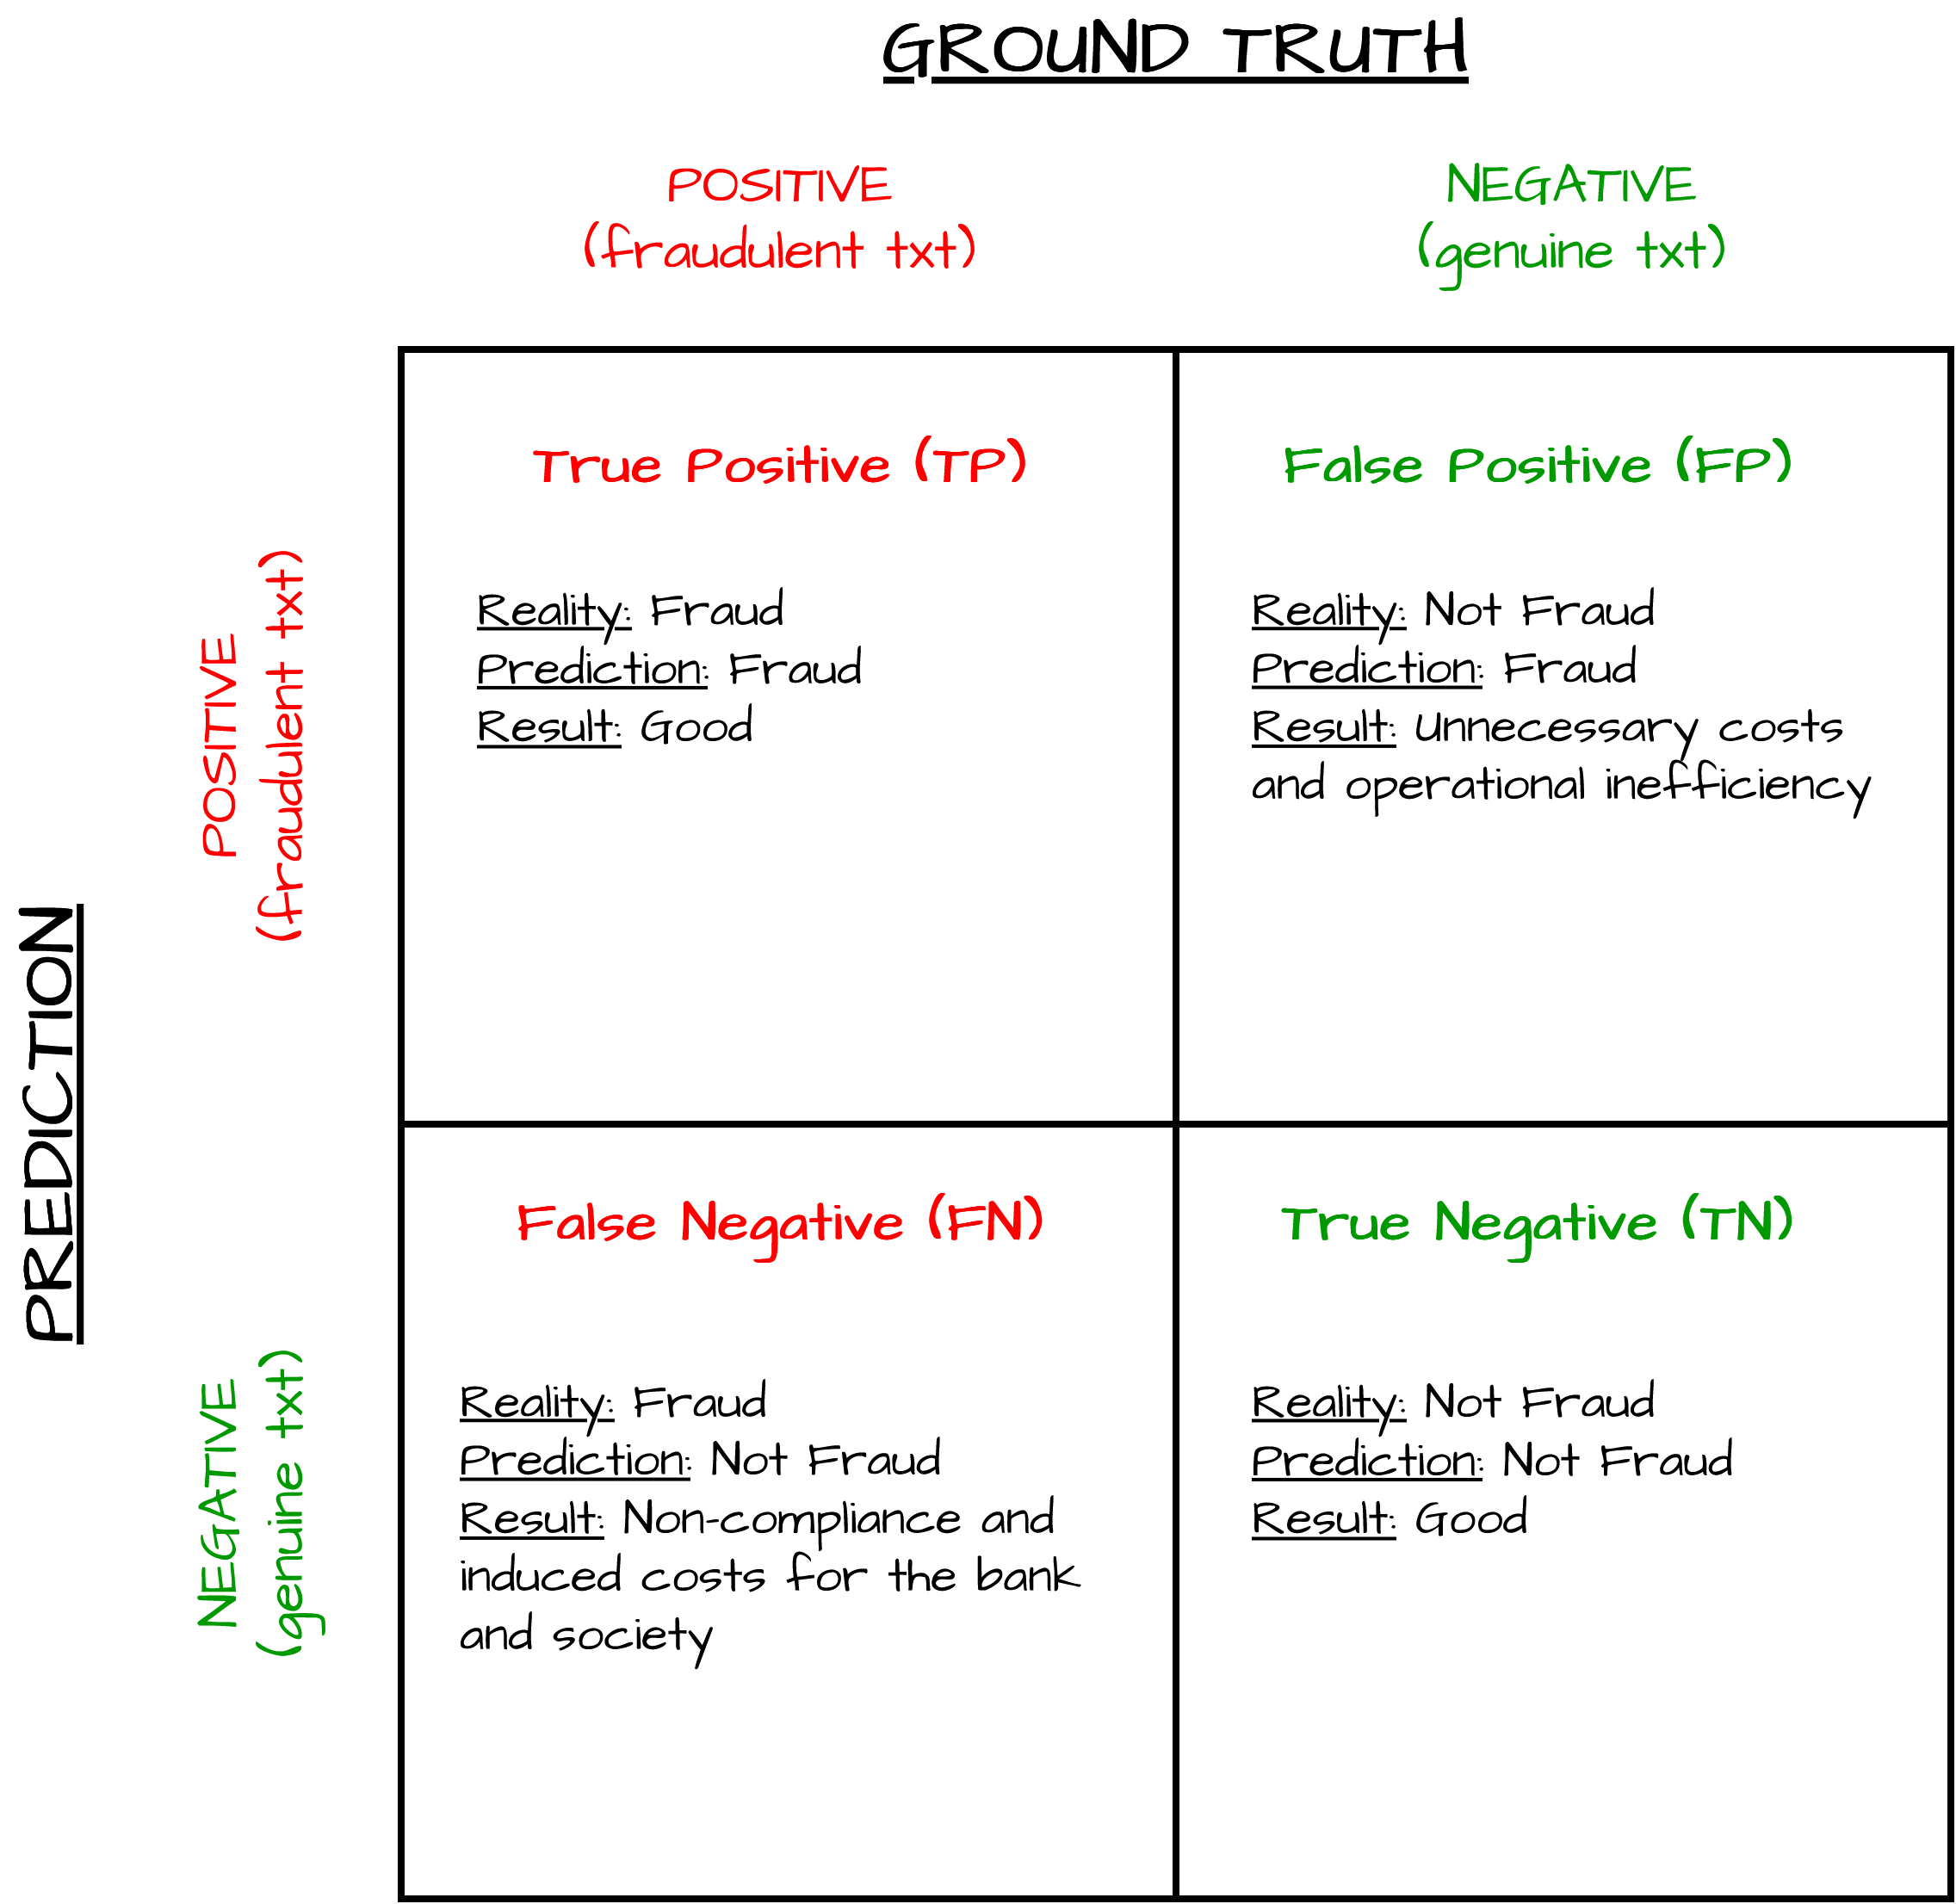 GROUND TRUTH
POSITIVE
(fraudulent txt)
NEGATIVE
(genuine txt)
PREDICTION
POSITIVE
(fraudulent txt)
True Positive (TP)
Reality: Fraud
Prediction: Fraud
Result: Good
False Positive (FP)
Reality: Not Fraud
Prediction: Fraud
Result: Unnecessary costs
and operational inefficiency
NEGATIVE
(genuine txt)
False Negative (FN)
Reality: Fraud
Prediction: Not Fraud
Result: Non-compliance and
induced costs for the bank
and society
True Negative (TN)
Reality: Not Fraud
Prediction: Not Fraud
Result: Good